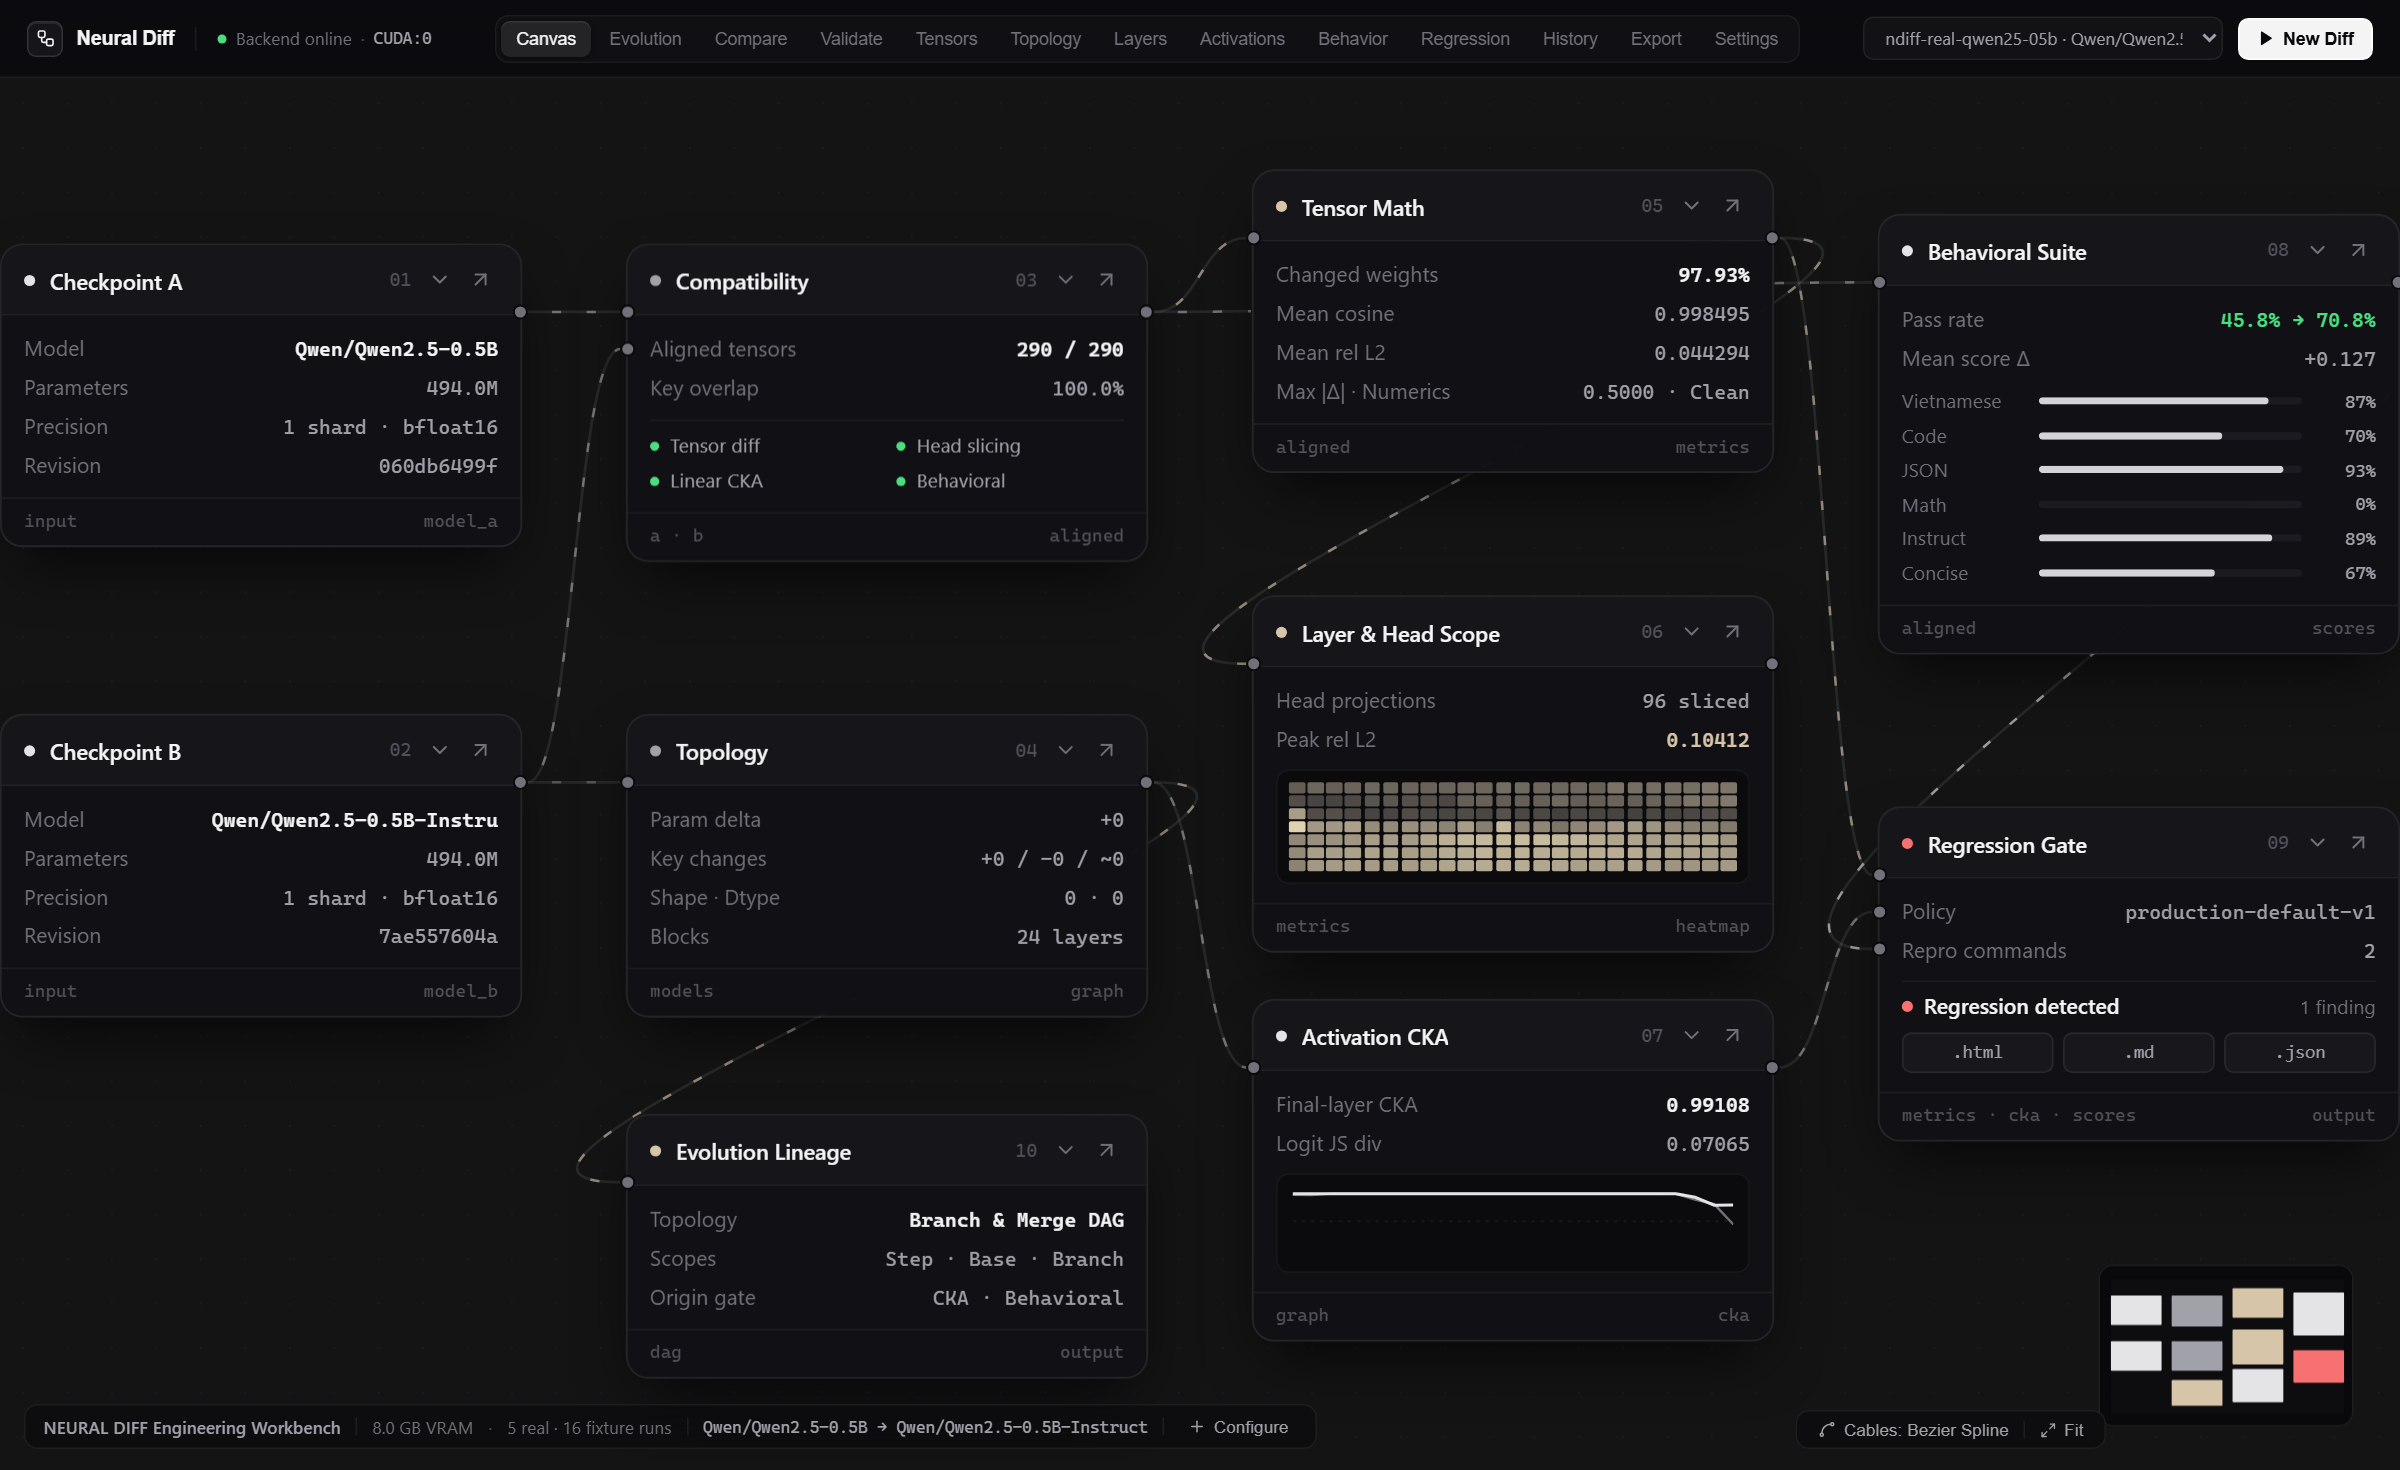 Neural Diff
Backend online · CUDA:0
Canvas Evolution Compare Validate Tensors Topology Layers Activations Behavior Regression History Export Settings
ndiff-real-qwen25-05b · Qwen/Qwen2.
New Diff
Checkpoint A 01
Model Qwen/Qwen2.5-0.5B
Parameters 494.0M
Precision 1 shard · bfloat16
Revision 060db6499f
input model_a
Checkpoint B 02
Model Qwen/Qwen2.5-0.5B-Instru
Parameters 494.0M
Precision 1 shard · bfloat16
Revision 7ae557604a
input model_b
Compatibility 03
Aligned tensors 290 / 290
Key overlap 100.0%
Tensor diff Head slicing
Linear CKA Behavioral
a · b aligned
Topology 04
Param delta +0
Key changes +0 / −0 / ~0
Shape · Dtype 0 · 0
Blocks 24 layers
models graph
Evolution Lineage 10
Topology Branch & Merge DAG
Scopes Step · Base · Branch
Origin gate CKA · Behavioral
dag output
Tensor Math 05
Changed weights 97.93%
Mean cosine 0.998495
Mean rel L2 0.044294
Max |Δ| · Numerics 0.5000 · Clean
aligned metrics
Layer & Head Scope 06
Head projections 96 sliced
Peak rel L2 0.10412
metrics heatmap
Activation CKA 07
Final-layer CKA 0.99108
Logit JS div 0.07065
graph cka
Behavioral Suite 08
Pass rate 45.8% → 70.8%
Mean score Δ +0.127
Vietnamese 87%
Code 70%
JSON 93%
Math 0%
Instruct 89%
Concise 67%
aligned scores
Regression Gate 09
Policy production-default-v1
Repro commands 2
Regression detected 1 finding
.html .md .json
metrics · cka · scores output
NEURAL DIFF Engineering Workbench 8.0 GB VRAM · 5 real · 16 fixture runs Qwen/Qwen2.5-0.5B → Qwen/Qwen2.5-0.5B-Instruct + Configure
Cables: Bezier Spline Fit